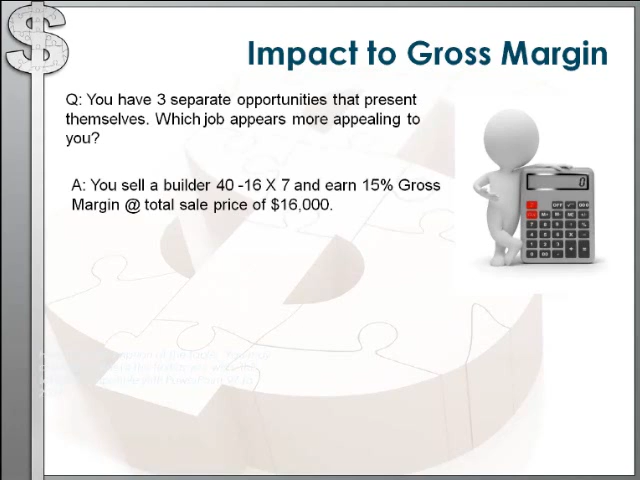 Impact to Gross Margin
Q: You have 3 separate opportunities that present
themselves. Which job appears more appealing to
you?
A: You sell a builder 40 -16 X 7 and earn 15% Gross
Margin @ total sale price of $16,000.
0